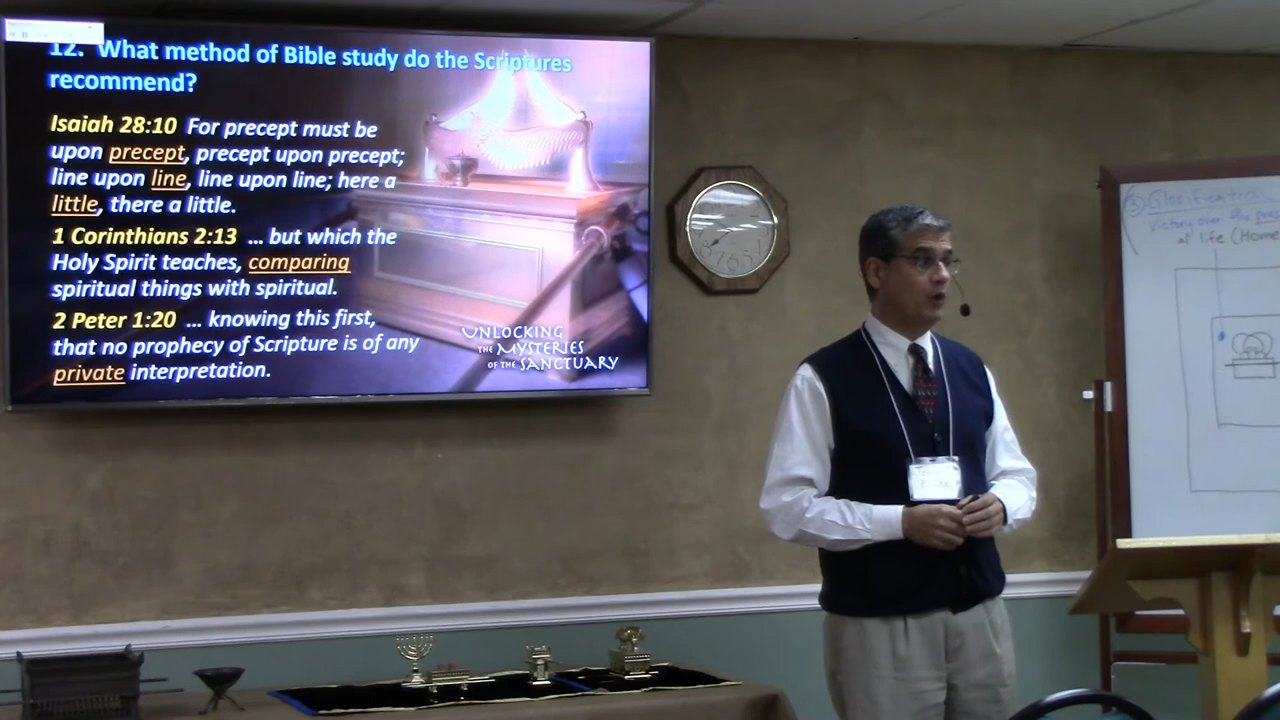 12. What method of Bible study do the Scriptures
recommend?
Isaiah 28:10 For precept must be
upon precept, precept upon precept;
line upon line, line upon line; here a
little, there a little.
1 Corinthians 2:13 ... but which the
Holy Spirit teaches, comparing
spiritual things with spiritual.
2 Peter 1:20 ... knowing this first,
that no prophecy of Scripture is of any
private interpretation.
UNLOCKING
THE MYSTERIES
OF THE SANCTUARY
③ Glorificatio
victory over the pre
at life (Home